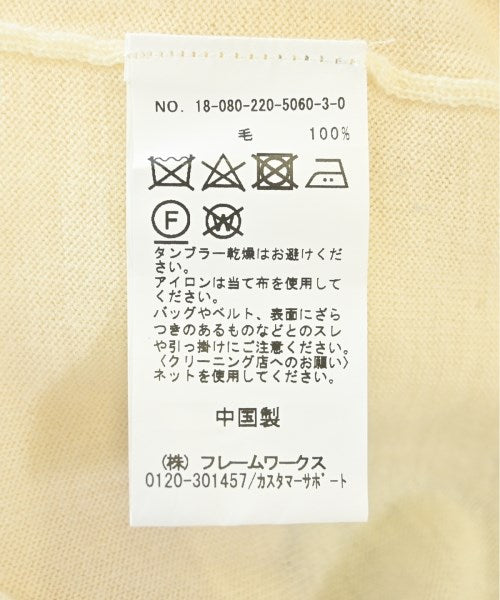 NO. 18-080-220-5060-3-0
毛 100%
F W
タンブラー乾燥はお避けくだ
さい。
アイロンは当て布を使用して
ください。
バッグやベルト、表面にざら
つきのあるものなどとのスレ
や引っ掛けにご注意ください。
〈クリーニング店へのお願い〉
ネットを使用してください。
中国製
(株) フレームワークス
0120-301457/カスタマーサポート